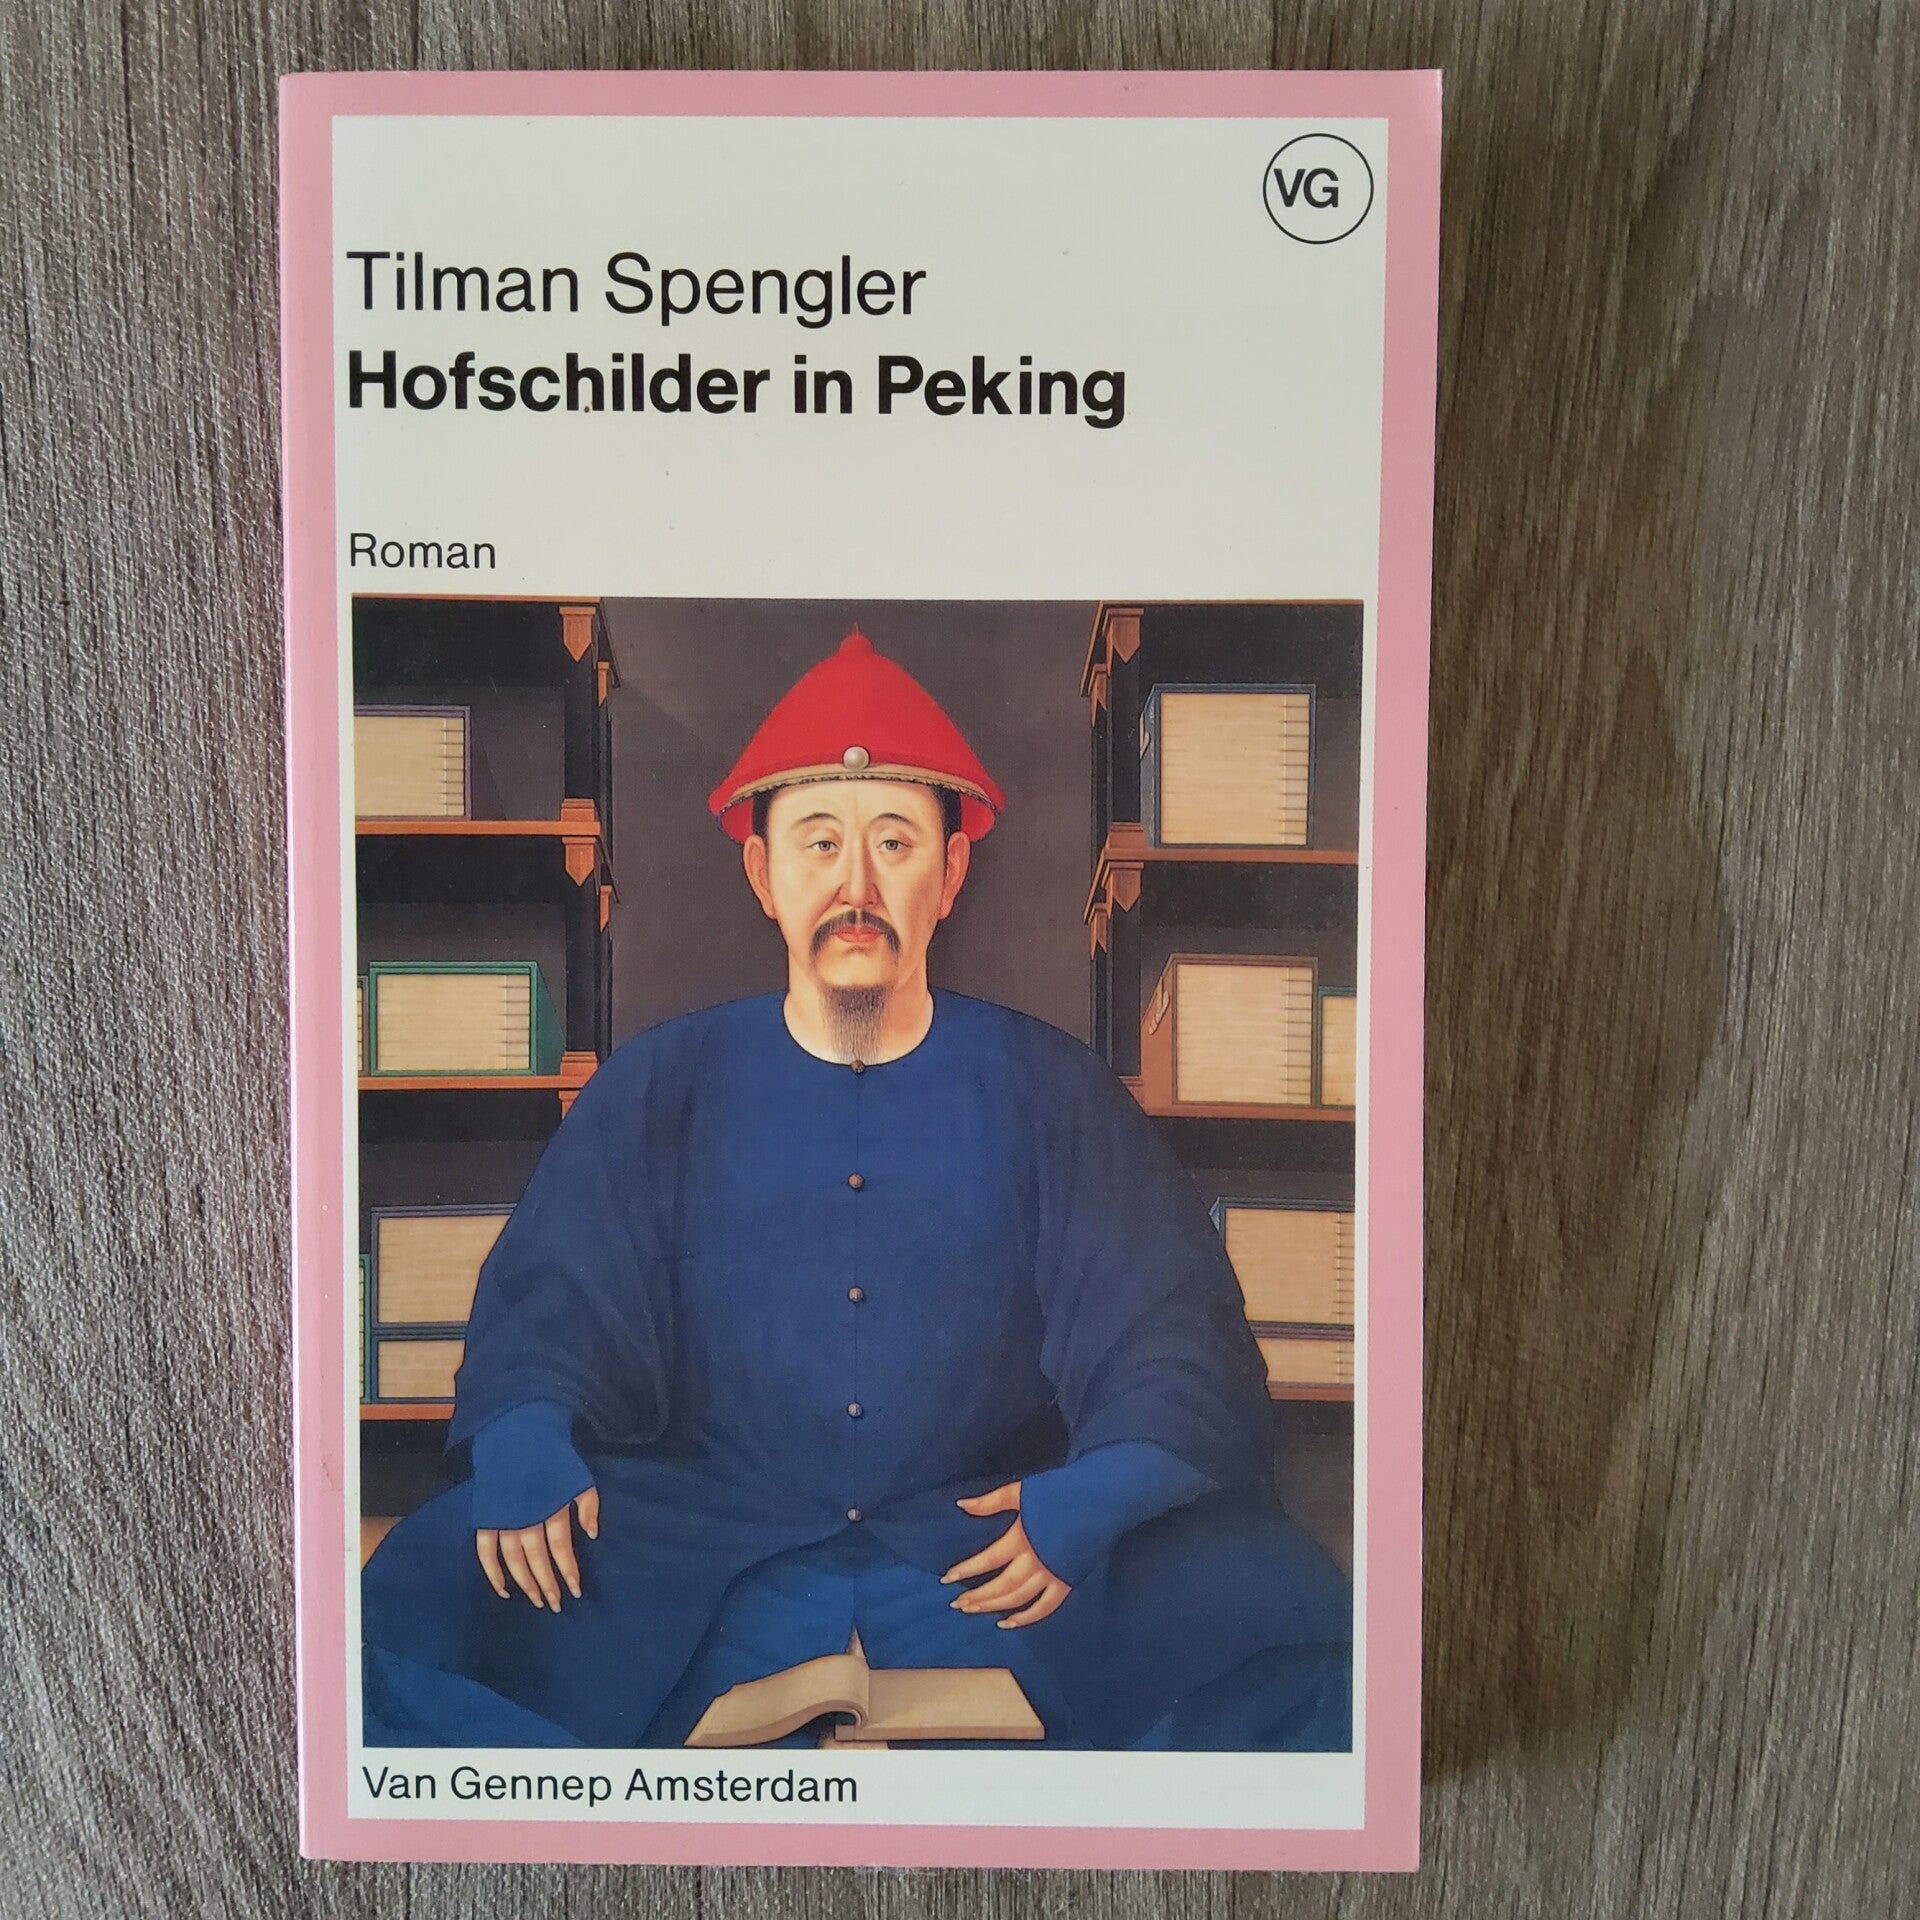 VG
Tilman Spengler
Hofschilder in Peking
Roman
Van Gennep Amsterdam